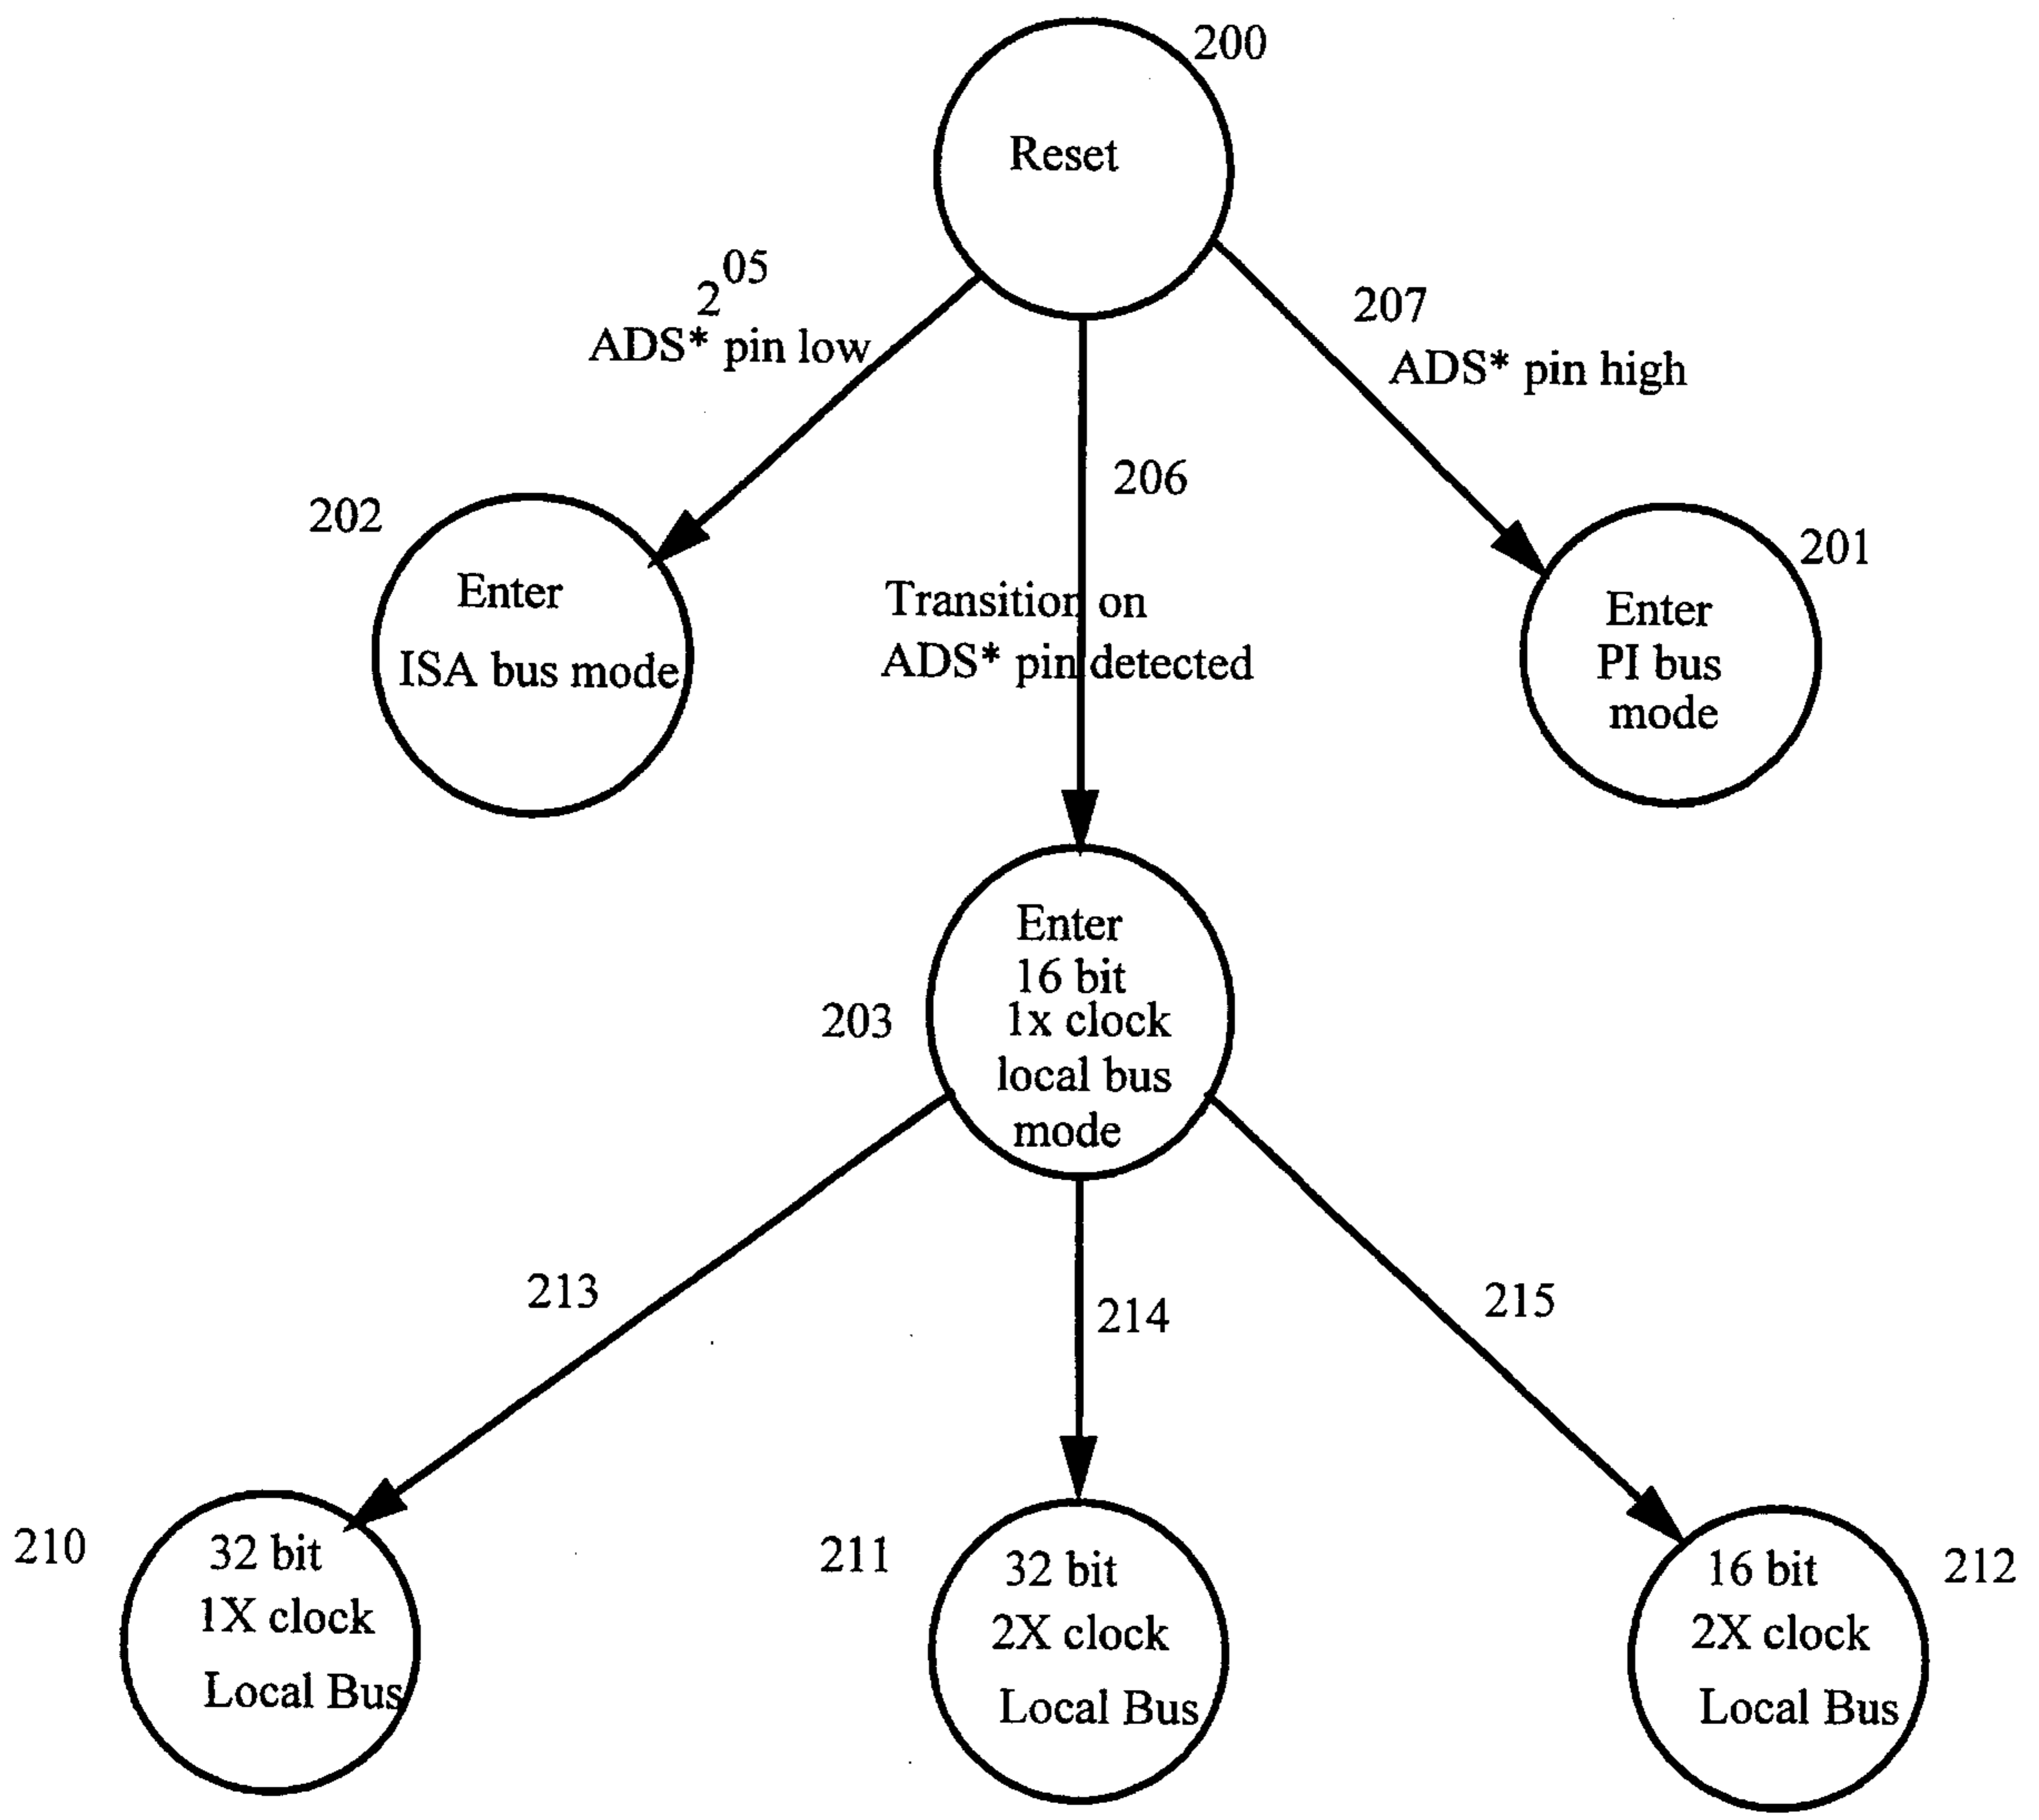 200
Reset
205
ADS* pin low
207
ADS* pin high
206
202
Enter
ISA bus mode
Transition on
ADS* pin detected
201
Enter
PI bus
mode
203
Enter
16 bit
1x clock
local bus
mode
213
214
215
210
32 bit
1X clock
Local Bus
211
32 bit
2X clock
Local Bus
212
16 bit
2X clock
Local Bus